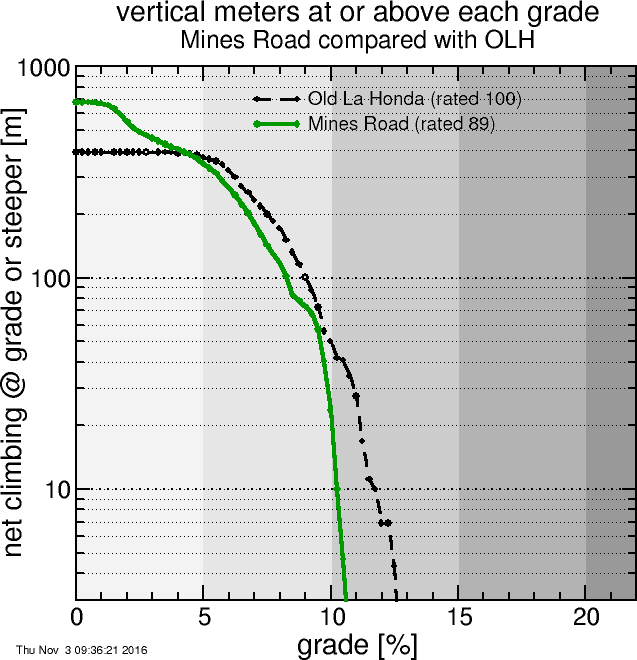 vertical meters at or above each grade
Mines Road compared with OLH
1000
Old La Honda (rated 100)
Mines Road (rated 89)
net climbing @ grade or steeper [m]
100
10
0 5 10 15 20
grade [%]
Thu Nov 3 09:36:21 2016